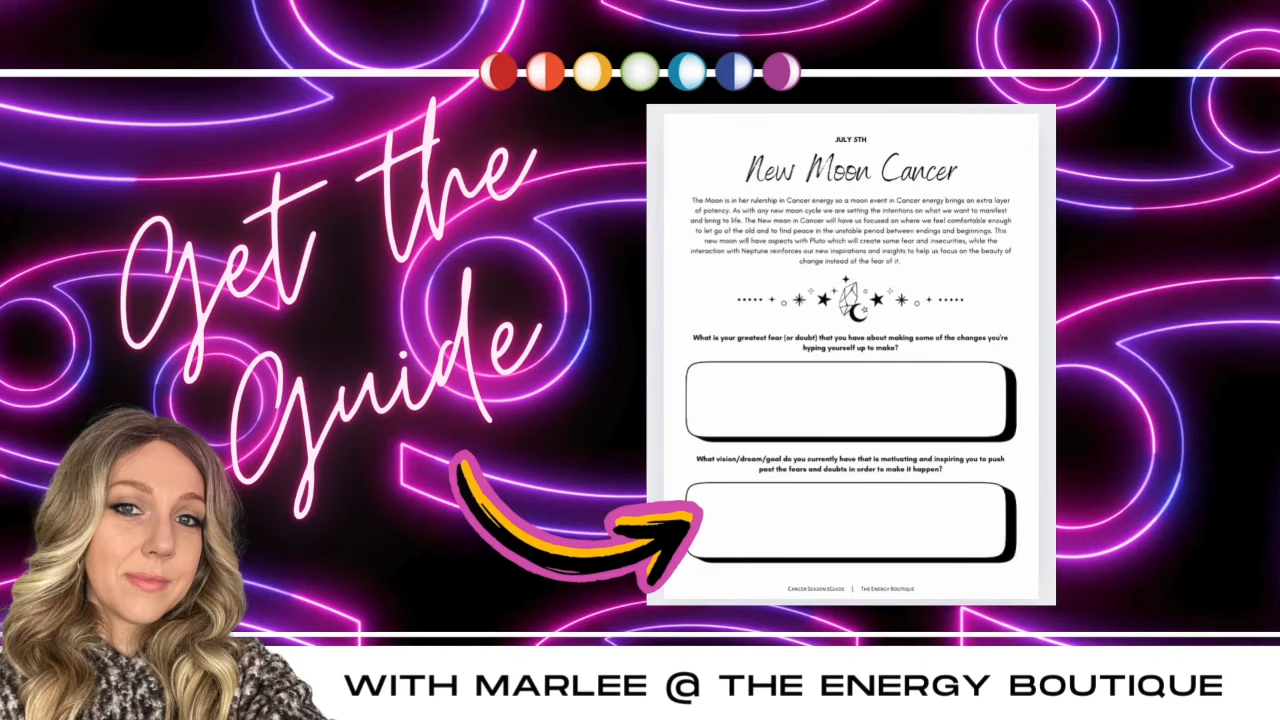 Get the
Guide
JULY 5TH
New Moon Cancer
The Moon is in her rulership in Cancer energy so a moon event in Cancer energy brings an extra layer
of potency. As with any new moon cycle we are setting the intentions on what we want to manifest
and bring to life. The New moon in Cancer will have us focused on where we feel comfortable enough
to let go of the old and to find peace in the unstable period between endings and beginnings. This
new moon will have aspects with Pluto which will create some fear and insecurities, while the
interaction with Neptune reinforces our new inspirations and insights to help us focus on the beauty of
change instead of the fear of it.
What is your greatest fear (or doubt) that you have about making some of the changes you're
hyping yourself up to make?
What vision/dream/goal do you currently have that is motivating and inspiring you to push
past the fears and doubts in order to make it happen?
Cancer Season eGuide | The Energy Boutique
WITH MARLEE @ THE ENERGY BOUTIQUE